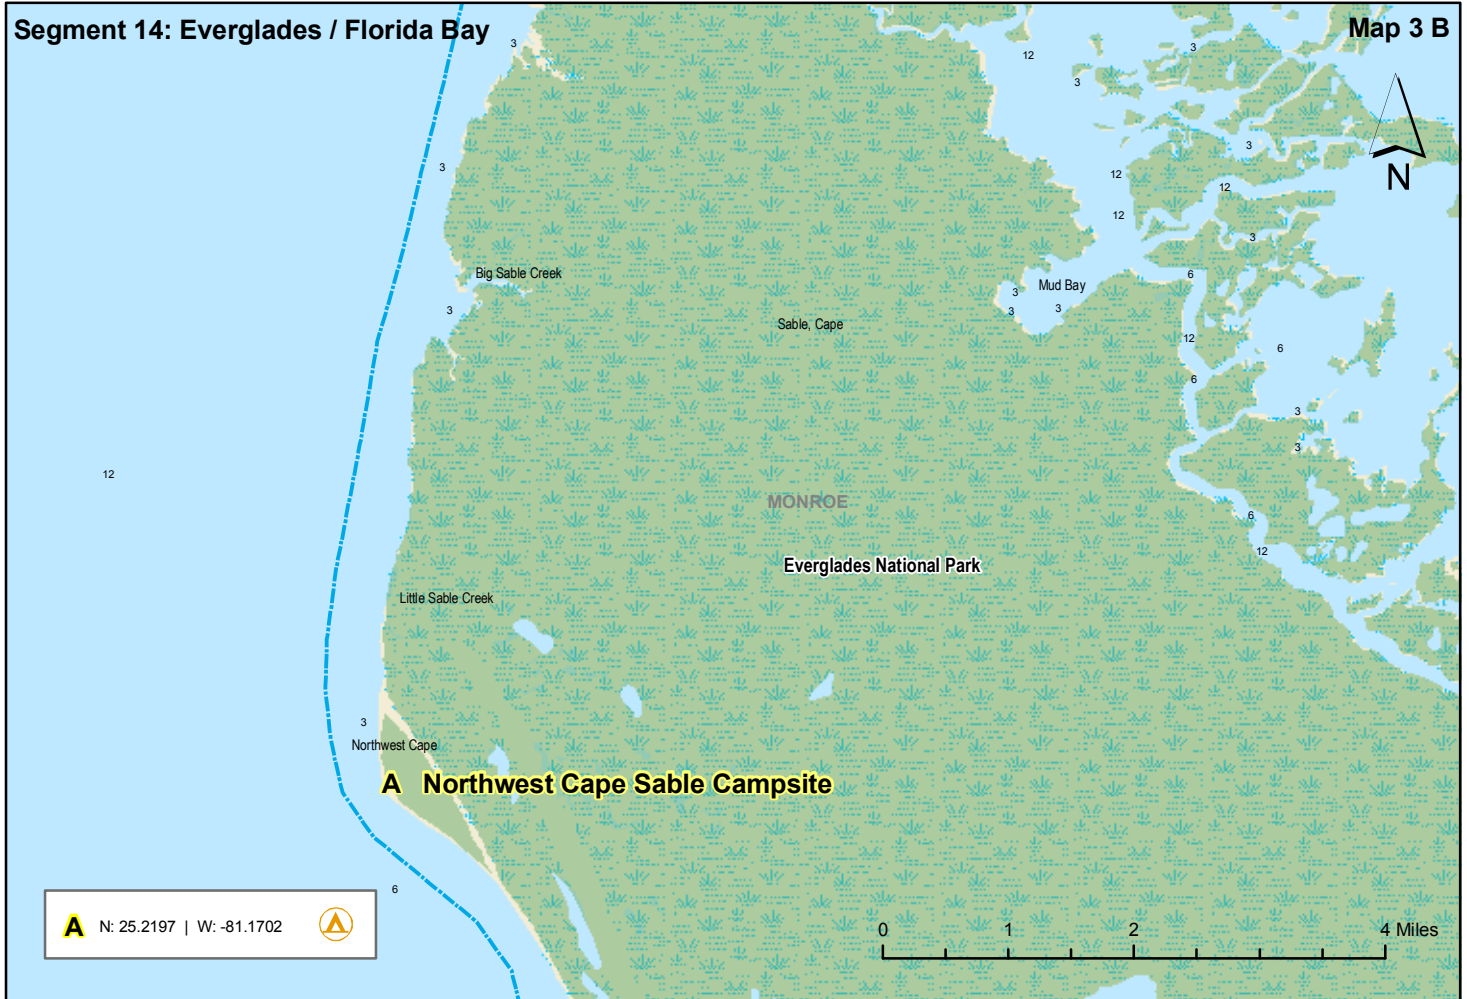 Segment 14: Everglades / Florida Bay
Map 3 B
3
12
3
3
N
3
3
12
12
12
3
Big Sable Creek
6
Mud Bay
3
3
3
3
Sable, Cape
12
6
6
3
3
12
MONROE
6
12
Everglades National Park
Little Sable Creek
3
Northwest Cape
A Northwest Cape Sable Campsite
6
A N: 25.2197 | W: -81.1702
0 1 2 4 Miles